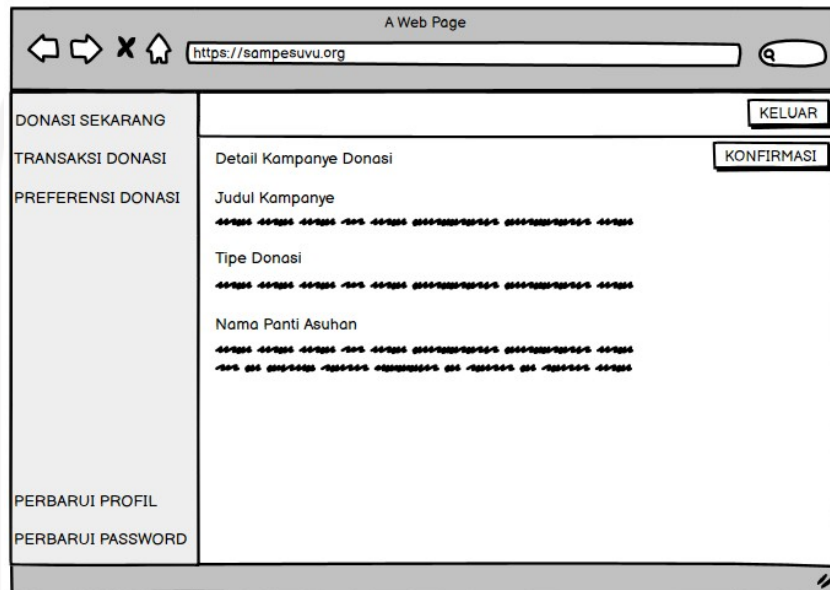 A Web Page
https://sampesuvu.org
DONASI SEKARANG
TRANSAKSI DONASI
PREFERENSI DONASI
PERBARUI PROFIL
PERBARUI PASSWORD
KELUAR
Detail Kampanye Donasi
KONFIRMASI
Judul Kampanye
Tipe Donasi
Nama Panti Asuhan